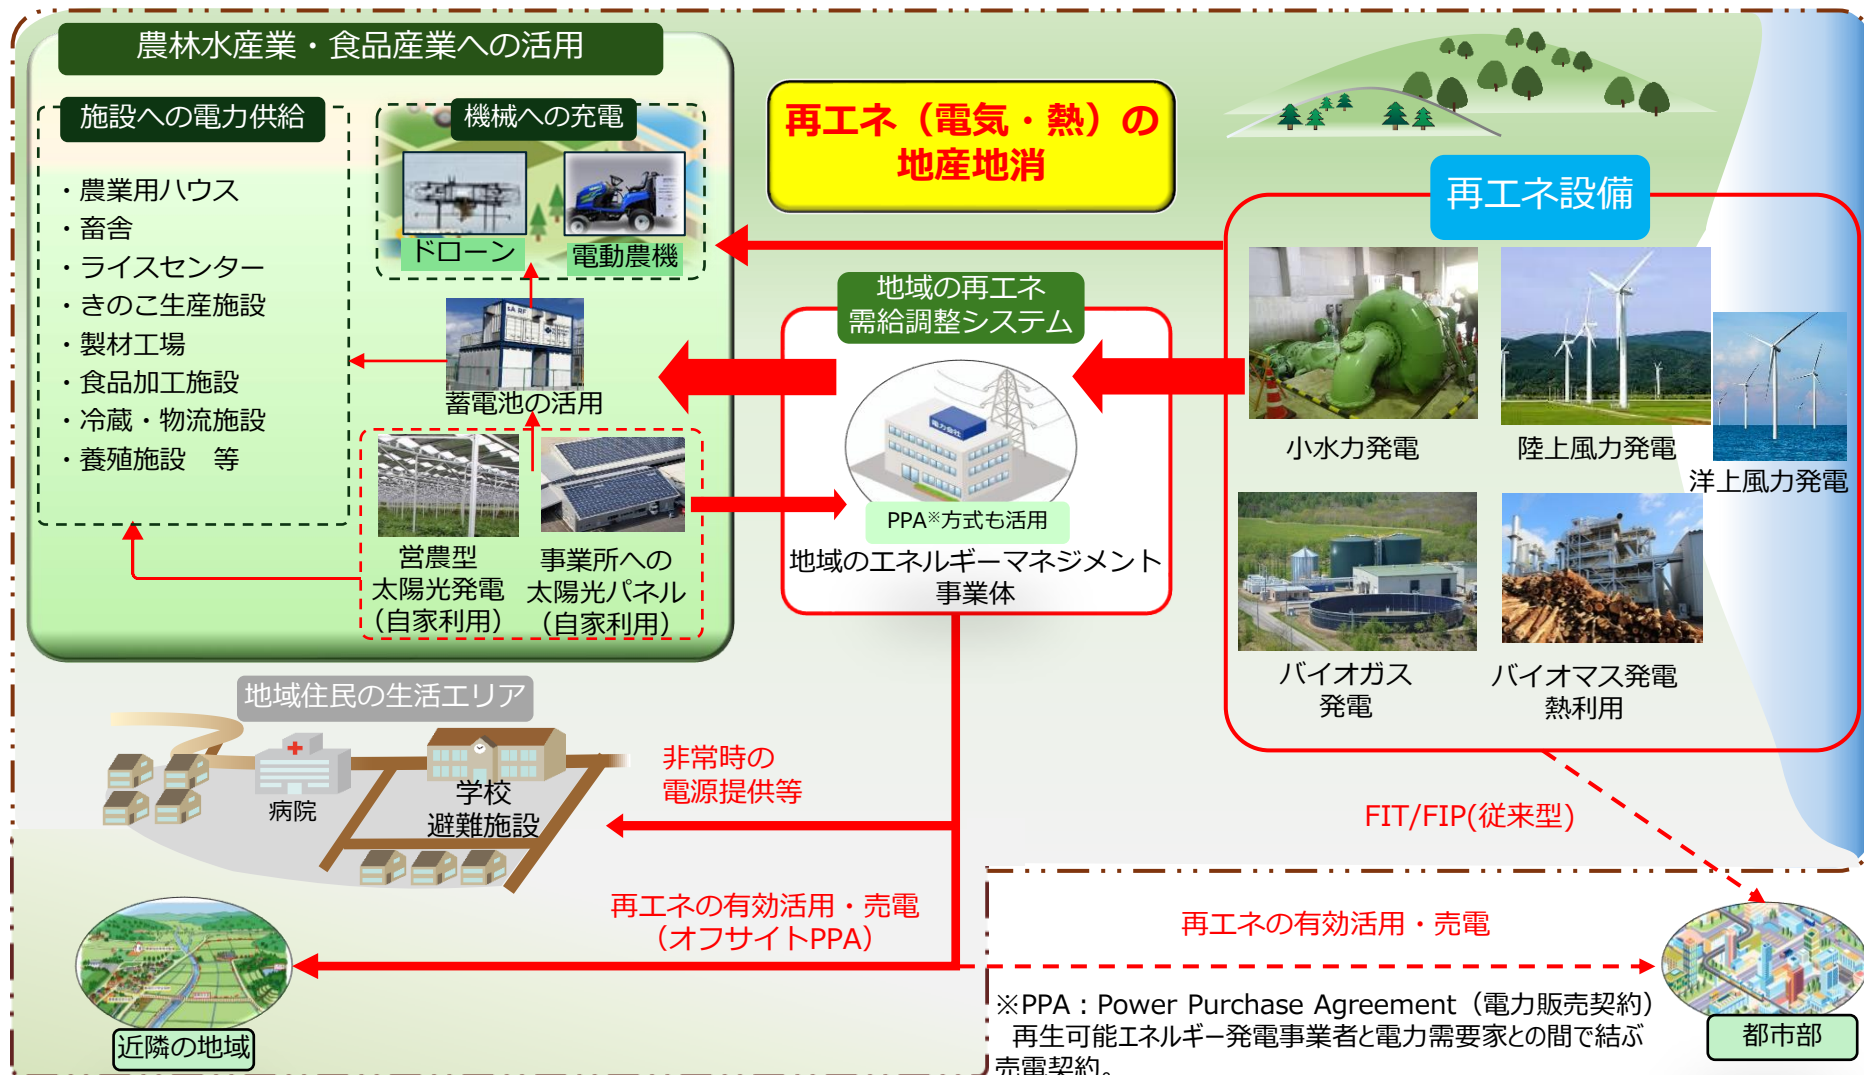 農林水産業・食品産業への活用
施設への電力供給
・農業用ハウス
・畜舎
・ライスセンター
・きのこ生産施設
・製材工場
・食品加工施設
・冷蔵・物流施設
・養殖施設　等
機械への充電
ドローン
電動農機
蓄電池の活用
営農型
太陽光発電
（自家利用）
事業所への
太陽光パネル
（自家利用）
再エネ（電気・熱）の
地産地消
地域の再エネ
需給調整システム
電力会社
PPA※方式も活用
地域のエネルギーマネジメント
事業体
再エネ設備
小水力発電
陸上風力発電
洋上風力発電
バイオガス
発電
バイオマス発電
熱利用
地域住民の生活エリア
病院
学校
避難施設
非常時の
電源提供等
FIT/FIP(従来型)
再エネの有効活用・売電
（オフサイトPPA）
再エネの有効活用・売電
近隣の地域
都市部
※PPA：Power Purchase Agreement（電力販売契約）
再生可能エネルギー発電事業者と電力需要家との間で結ぶ
売電契約。